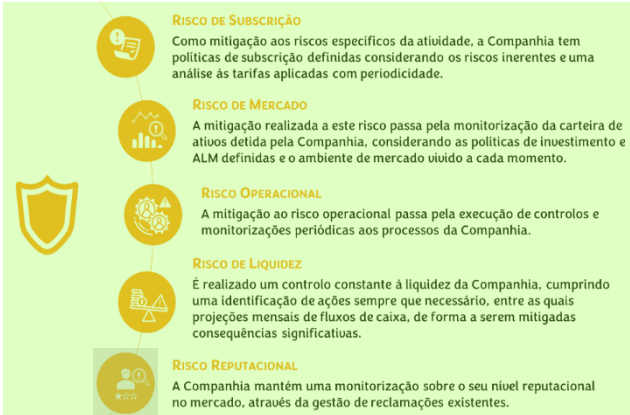 RISCO DE SUBSCRIÇÃO
Como mitigação aos riscos específicos da atividade, a Companhia tem
políticas de subscrição definidas considerando os riscos inerentes e uma
análise às tarifas aplicadas com periodicidade.
RISCO DE MERCADO
A mitigação realizada a este risco passa pela monitorização da carteira de
ativos detida pela Companhia, considerando as políticas de investimento e
ALM definidas e o ambiente de mercado vivido a cada momento.
RISCO OPERACIONAL
A mitigação ao risco operacional passa pela execução de controlos e
monitorizações periódicas aos processos da Companhia.
RISCO DE LIQUIDEZ
É realizado um controlo constante à liquidez da Companhia, cumprindo
uma identificação de ações sempre que necessário, entre as quais
projeções mensais de fluxos de caixa, de forma a serem mitigadas
consequências significativas.
RISCO REPUTACIONAL
A Companhia mantém uma monitorização sobre o seu nível reputacional
no mercado, através da gestão de reclamações existentes.